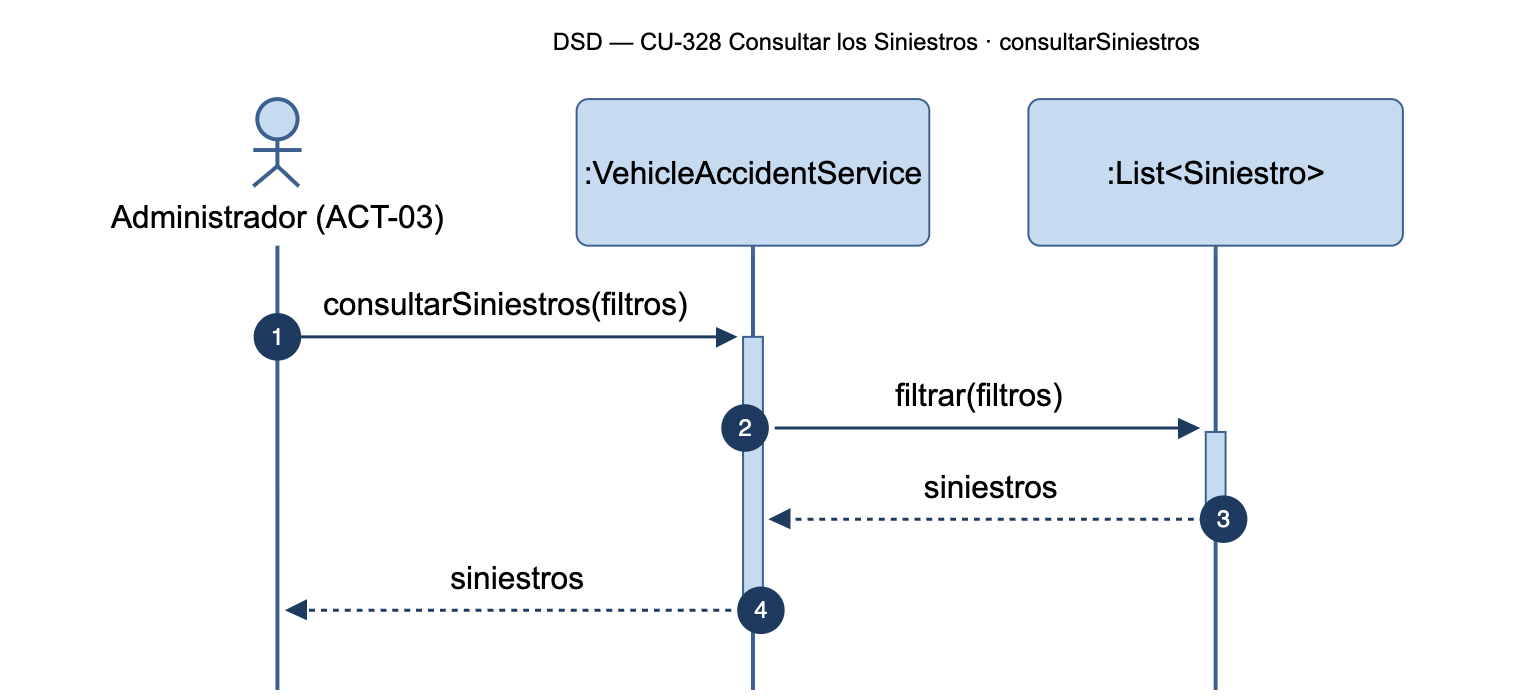 DSD — CU-328 Consultar los Siniestros · consultarSiniestros
Administrador (ACT-03)
:VehicleAccidentService
:List<Siniestro>
consultarSiniestros(filtros)
1
filtrar(filtros)
2
siniestros
3
siniestros
4